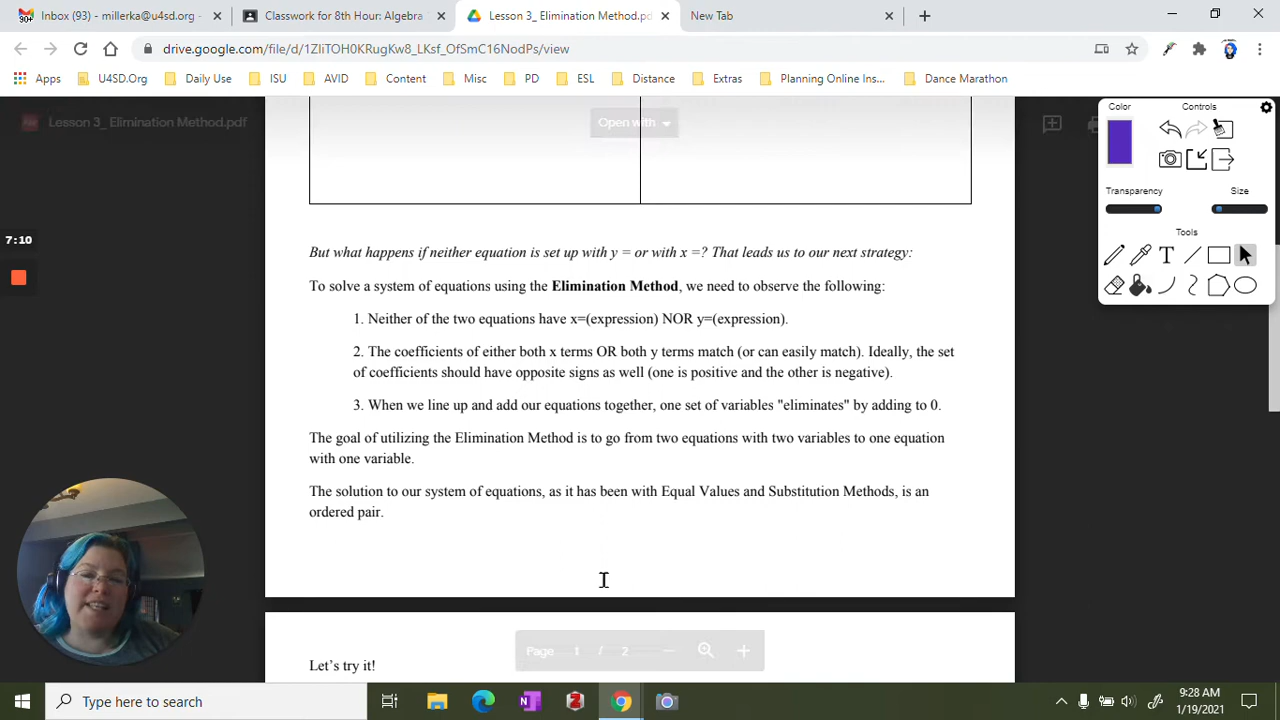 Inbox (93) - millerka@u4sd.org -
Classwork for 8th Hour: Algebra
Lesson 3_ Elimination Method.pd
New Tab
drive.google.com/file/d/1ZIiTOH0KRugKw8_LKsf_OfSmC16NodPs/view
Apps
U4SD.Org
Daily Use
ISU
AVID
Content
Misc
PD
ESL
Distance
Extras
Planning Online Ins...
Dance Marathon
Lesson 3_ Elimination Method.pdf
Open with
Color
Controls
Transparency
Size
Tools
T
7:10
But what happens if neither equation is set up with y = or with x =? That leads us to our next strategy:
To solve a system of equations using the Elimination Method, we need to observe the following:
1. Neither of the two equations have x=(expression) NOR y=(expression).
2. The coefficients of either both x terms OR both y terms match (or can easily match). Ideally, the set
of coefficients should have opposite signs as well (one is positive and the other is negative).
3. When we line up and add our equations together, one set of variables "eliminates" by adding to 0.
The goal of utilizing the Elimination Method is to go from two equations with two variables to one equation
with one variable.
The solution to our system of equations, as it has been with Equal Values and Substitution Methods, is an
ordered pair.
Let's try it!
Page 1 / 2
Type here to search
9:28 AM
1/19/2021